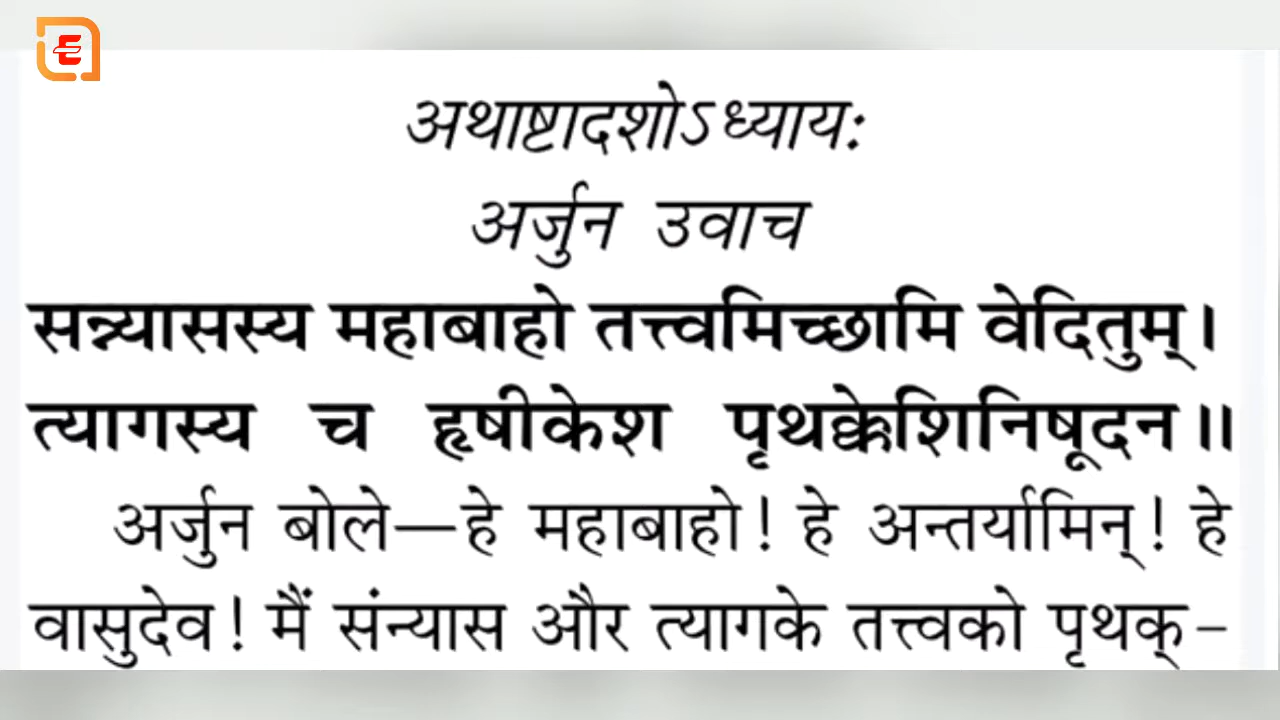 अथाष्टादशोऽध्यायः
अर्जुन उवाच
सन्न्यासस्य महाबाहो तत्त्वमिच्छामि वेदितुम्।
त्यागस्य च हृषीकेश पृथक्केशिनिषूदन॥
अर्जुन बोले—हे महाबाहो! हे अन्तर्यामिन्! हे
वासुदेव! मैं संन्यास और त्यागके तत्त्वको पृथक्-